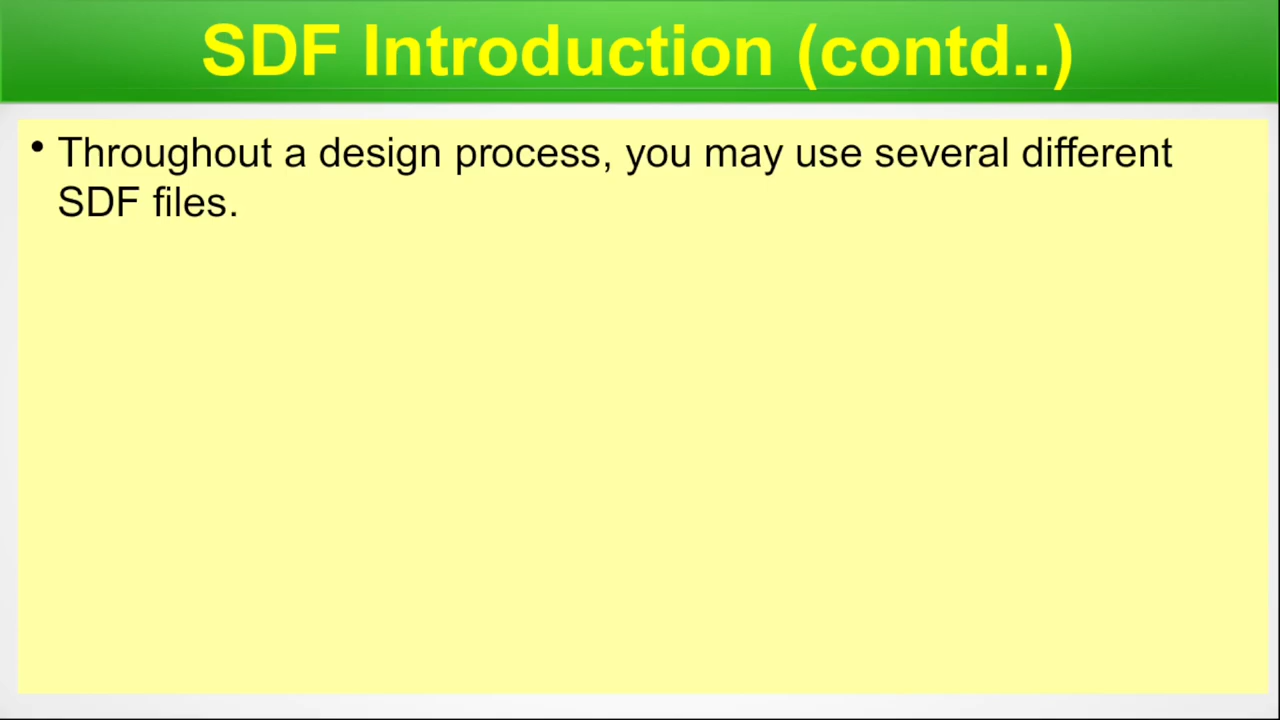 SDF Introduction (contd..)
• Throughout a design process, you may use several different
SDF files.